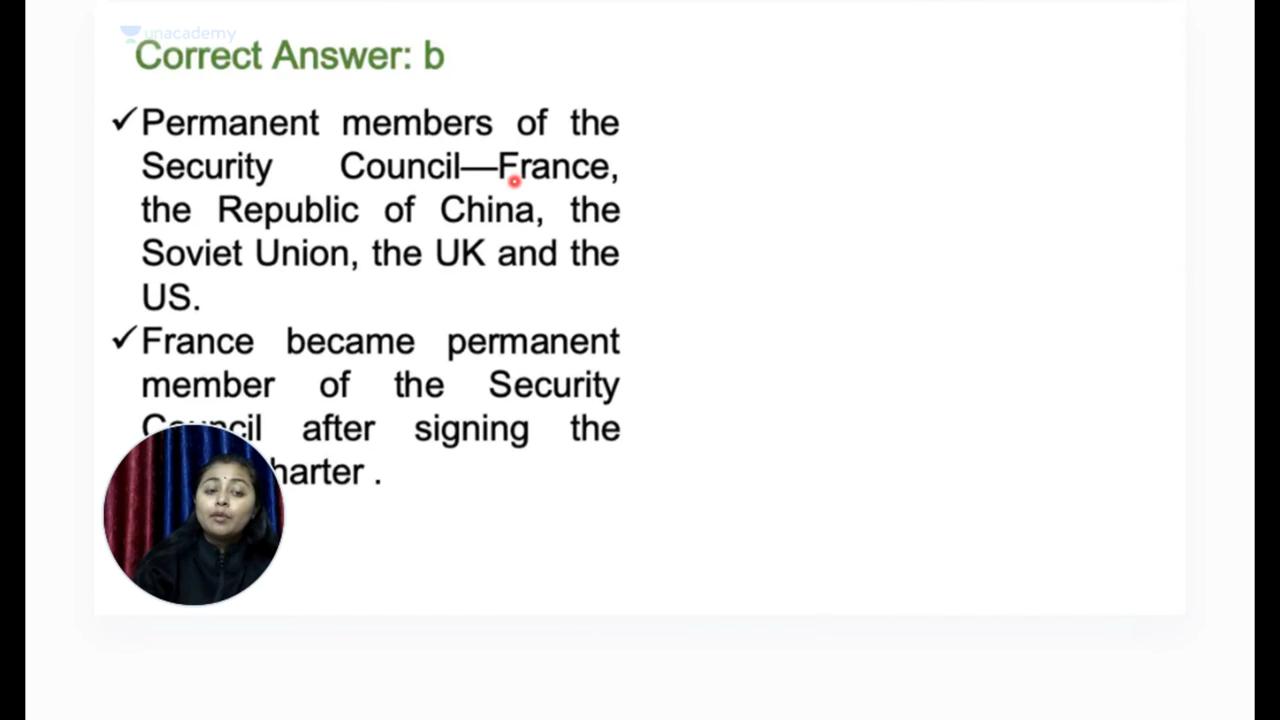 unacademy
Correct Answer: b
✓Permanent members of the
Security Council—France,
the Republic of China, the
Soviet Union, the UK and the
US.
✓France became permanent
member of the Security
Council after signing the
harter .